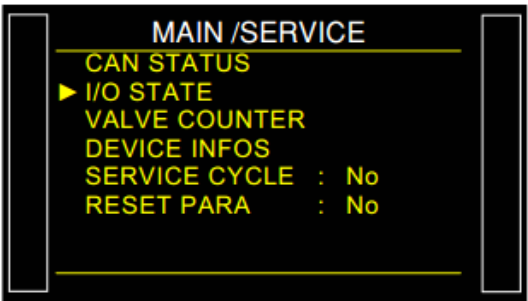 MAIN /SERVICE
CAN STATUS
► I/O STATE
VALVE COUNTER
DEVICE INFOS
SERVICE CYCLE : No
RESET PARA : No